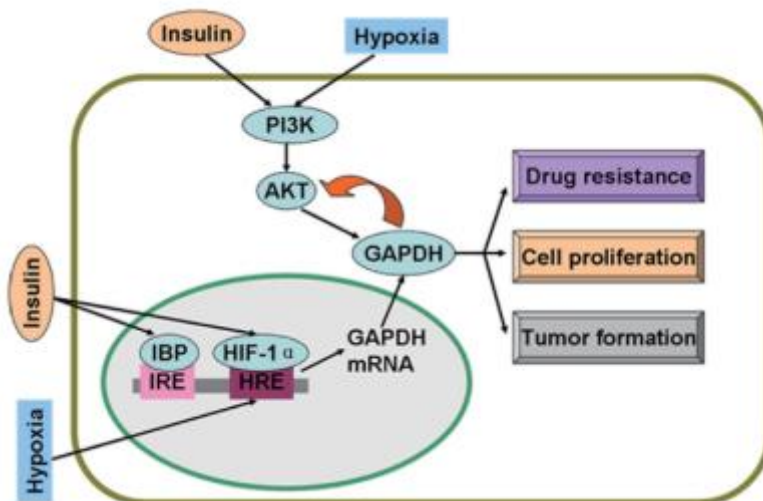 Insulin
Hypoxia
PI3K
AKT
GAPDH
Drug resistance
Cell proliferation
Tumor formation
Insulin
IBP
HIF-1 α
IRE
HRE
GAPDH
mRNA
Hypoxia